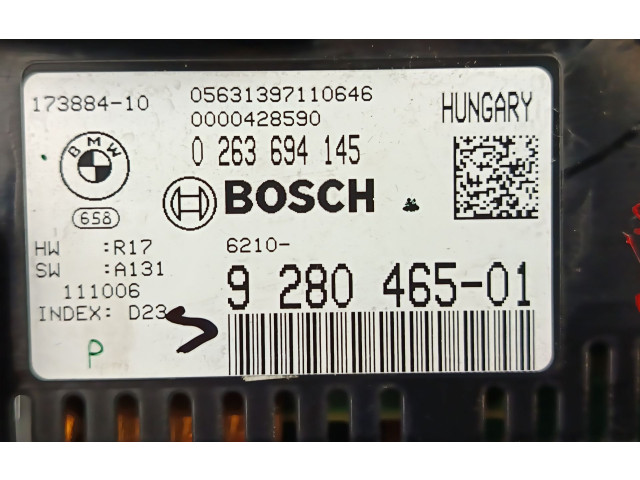 173884-10
05631397110646
0000428590
HUNGARY
0 263 694 145
BMW
BOSCH
658
HW :R17
SW :A131
111006
INDEX: D23
6210-
9 280 465-01
P